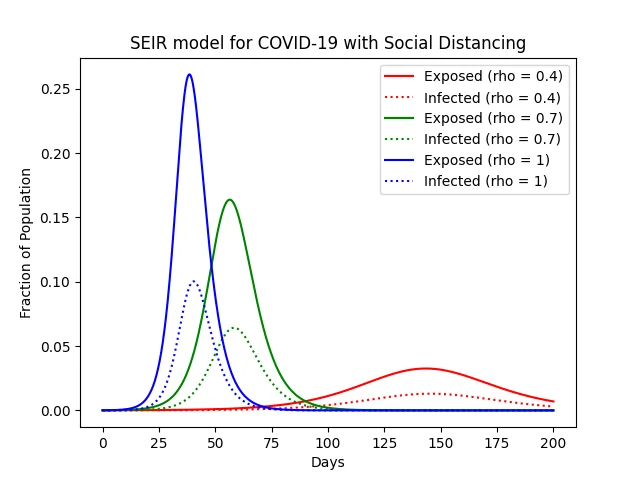 SEIR model for COVID-19 with Social Distancing
Exposed (rho = 0.4)
Infected (rho = 0.4)
Exposed (rho = 0.7)
Infected (rho = 0.7)
Exposed (rho = 1)
Infected (rho = 1)
Fraction of Population
0.25
0.20
0.15
0.10
0.05
0.00
0 25 50 75 100 125 150 175 200
Days